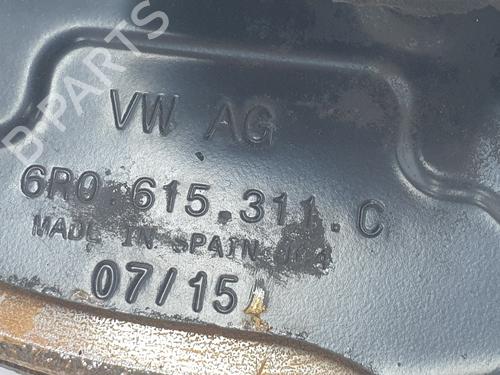 B-PARTS
VW AG
6R0.615.311.C
MADE IN SPAIN
07/15